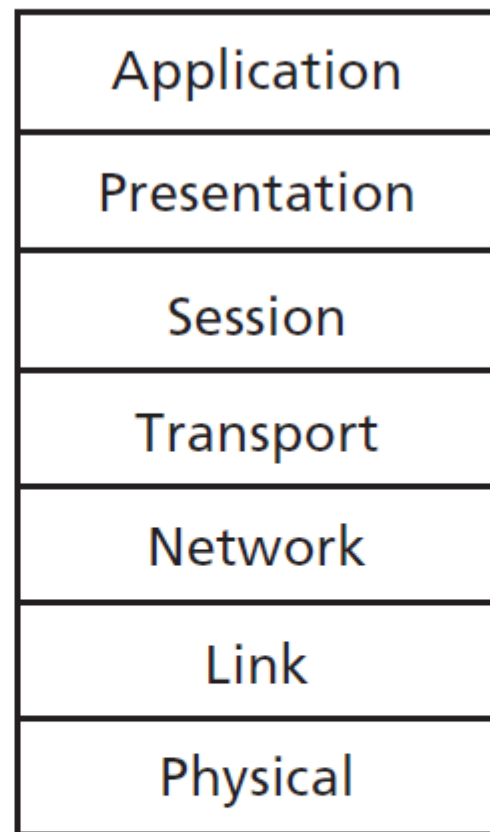 Application
Presentation
Session
Transport
Network
Link
Physical